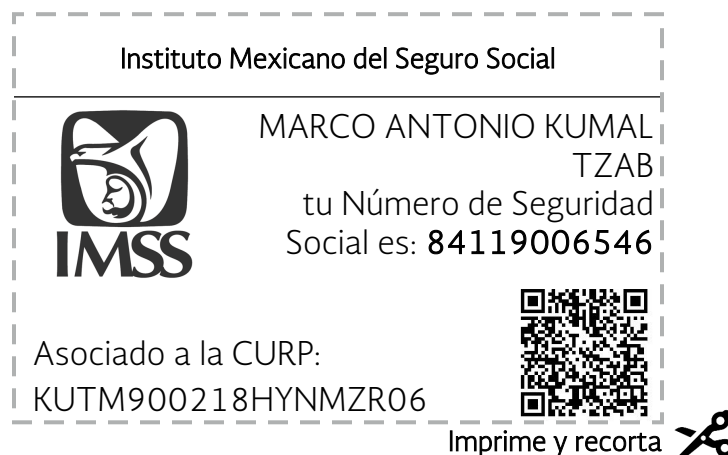 Instituto Mexicano del Seguro Social
MARCO ANTONIO KUMAL
TZAB
tu Número de Seguridad
Social es: 84119006546
IMSS
Asociado a la CURP:
KUTM900218HYNMZR06
Imprime y recorta